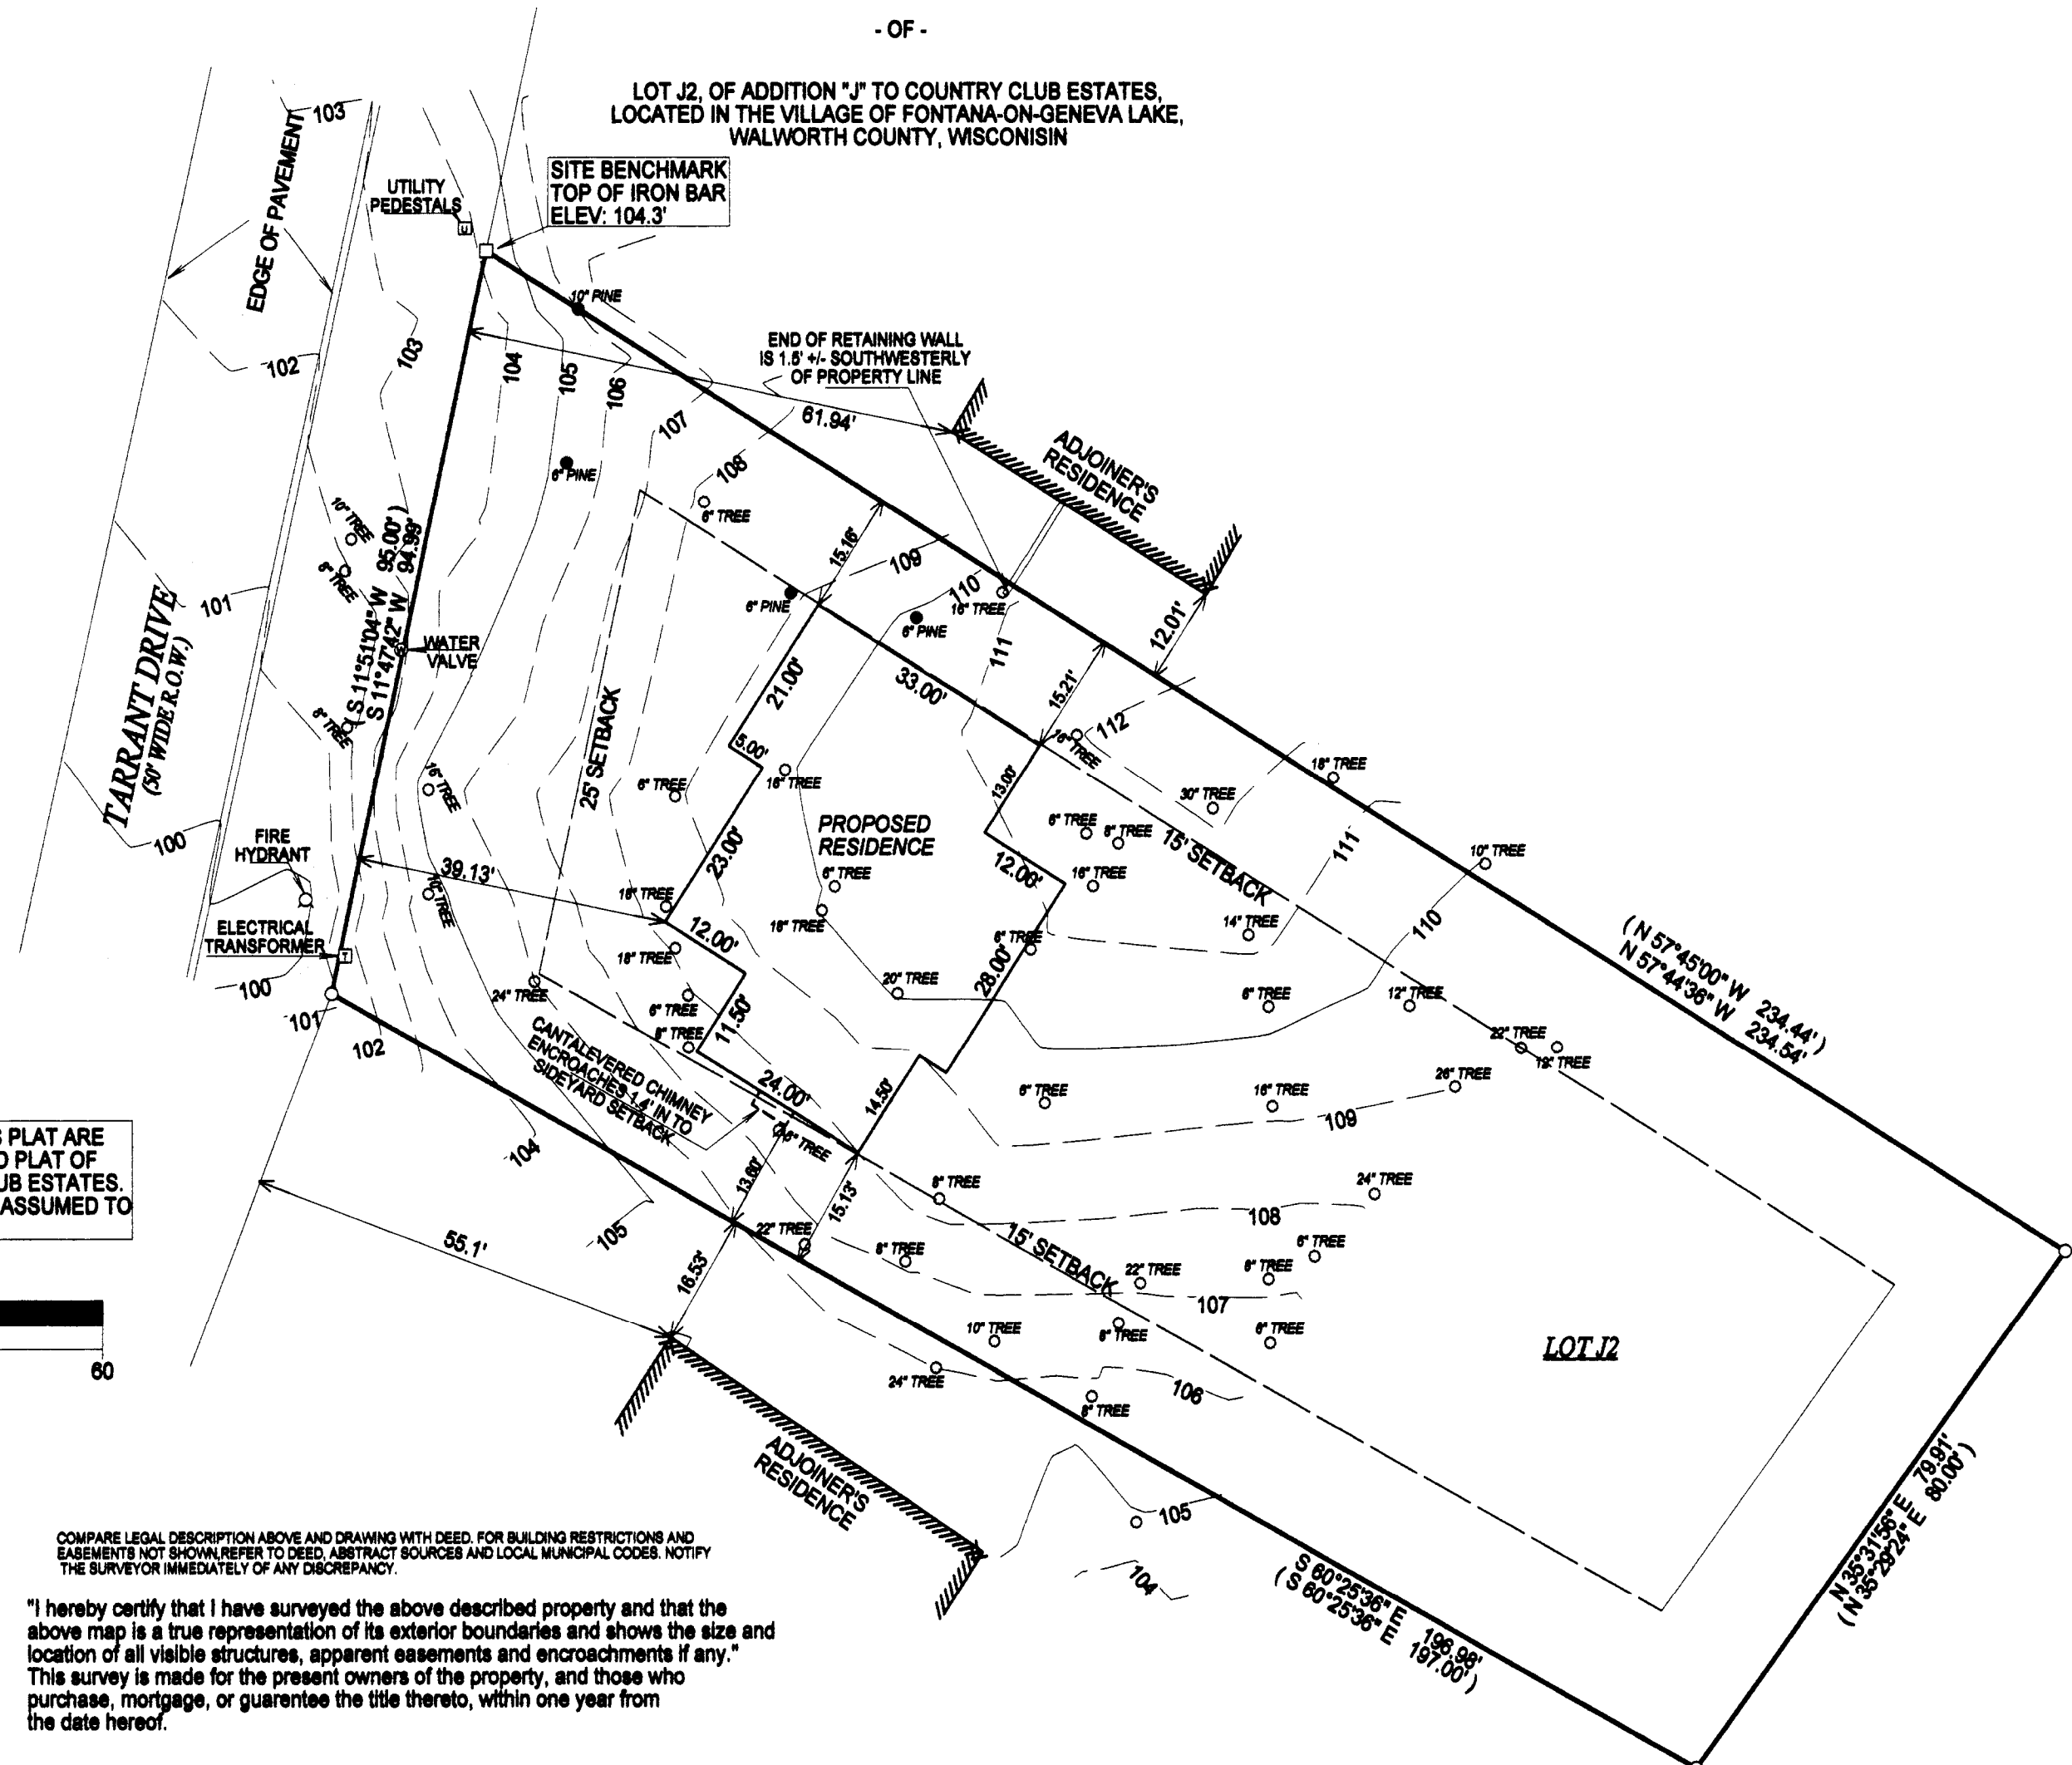 - OF -
LOT J2, OF ADDITION "J" TO COUNTRY CLUB ESTATES,
LOCATED IN THE VILLAGE OF FONTANA-ON-GENEVA LAKE,
WALWORTH COUNTY, WISCONISIN
103
EDGE OF PAVEMENT
UTILITY
PEDESTALS
U
SITE BENCHMARK
TOP OF IRON BAR
ELEV: 104.3'
10" PINE
END OF RETAINING WALL
IS 1.5' +/- SOUTHWESTERLY
OF PROPERTY LINE
102
103
104
105
106
107
108
61.94'
ADJOINER'S
RESIDENCE
6" PINE
6" TREE
10" TREE
8" TREE
15.16'
109
110
111
12.01'
16" TREE
6" PINE
6" PINE
101
TARRANT DRIVE
(50' WIDE R.O.W.)
( S 11°51'04" W 95.00' )
S 11°47'42" W 94.99'
WATER
VALVE
8" TREE
25' SETBACK
21.00'
5.00'
33.00'
15.21'
112
16" TREE
18" TREE
16" TREE
6" TREE
16" TREE
13.00'
30" TREE
100
FIRE
HYDRANT
PROPOSED
RESIDENCE
6" TREE
8" TREE
15' SETBACK
111
10" TREE
39.13'
10" TREE
23.00'
12.00'
6" TREE
16" TREE
18" TREE
18" TREE
14" TREE
110
ELECTRICAL
TRANSFORMER
T
12.00'
18" TREE
6" TREE
28.00'
( N 57°45'00" W 234.44' )
N 57°44'36" W 234.54'
100
24" TREE
6" TREE
20" TREE
6" TREE
12" TREE
101
102
8" TREE
11.50'
22" TREE
12" TREE
CANTALEVERED CHIMNEY
ENCROACHES 1.4' IN TO
SIDEYARD SETBACK
24.00'
14.50'
6" TREE
16" TREE
26" TREE
109
104
6" TREE
PLAT ARE
PLAT OF
UB ESTATES.
ASSUMED TO
13.60'
15.13'
8" TREE
24" TREE
108
105
55.1'
22" TREE
16.53'
8" TREE
15' SETBACK
22" TREE
8" TREE
6" TREE
107
60
10" TREE
8" TREE
6" TREE
LOT J2
24" TREE
106
8" TREE
ADJOINER'S
RESIDENCE
105
104
N 35°31'56" E 79.91'
( N 35°29'24" E 80.00' )
S 60°25'36" E 196.98'
( S 60°25'36" E 197.00' )
COMPARE LEGAL DESCRIPTION ABOVE AND DRAWING WITH DEED. FOR BUILDING RESTRICTIONS AND
EASEMENTS NOT SHOWN,REFER TO DEED, ABSTRACT SOURCES AND LOCAL MUNICIPAL CODES. NOTIFY
THE SURVEYOR IMMEDIATELY OF ANY DISCREPANCY.
"I hereby certify that I have surveyed the above described property and that the
above map is a true representation of its exterior boundaries and shows the size and
location of all visible structures, apparent easements and encroachments if any."
This survey is made for the present owners of the property, and those who
purchase, mortgage, or guarentee the title thereto, within one year from
the date hereof.